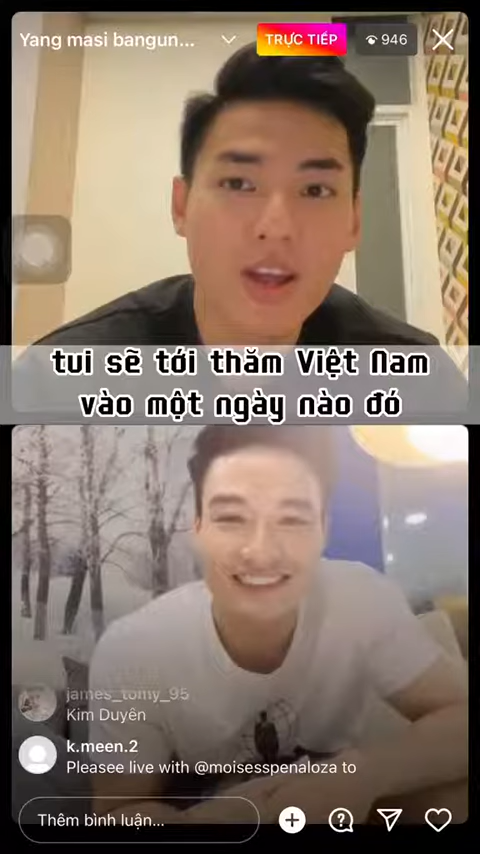 Yang masi bangun...
TRỰC TIẾP
946
tui sẽ tới thăm Việt Nam
vào một ngày nào đó
james_tomy_95
Kim Duyên
k.meen.2
Pleasee live with @moisesspenaloza to
Thêm bình luận...